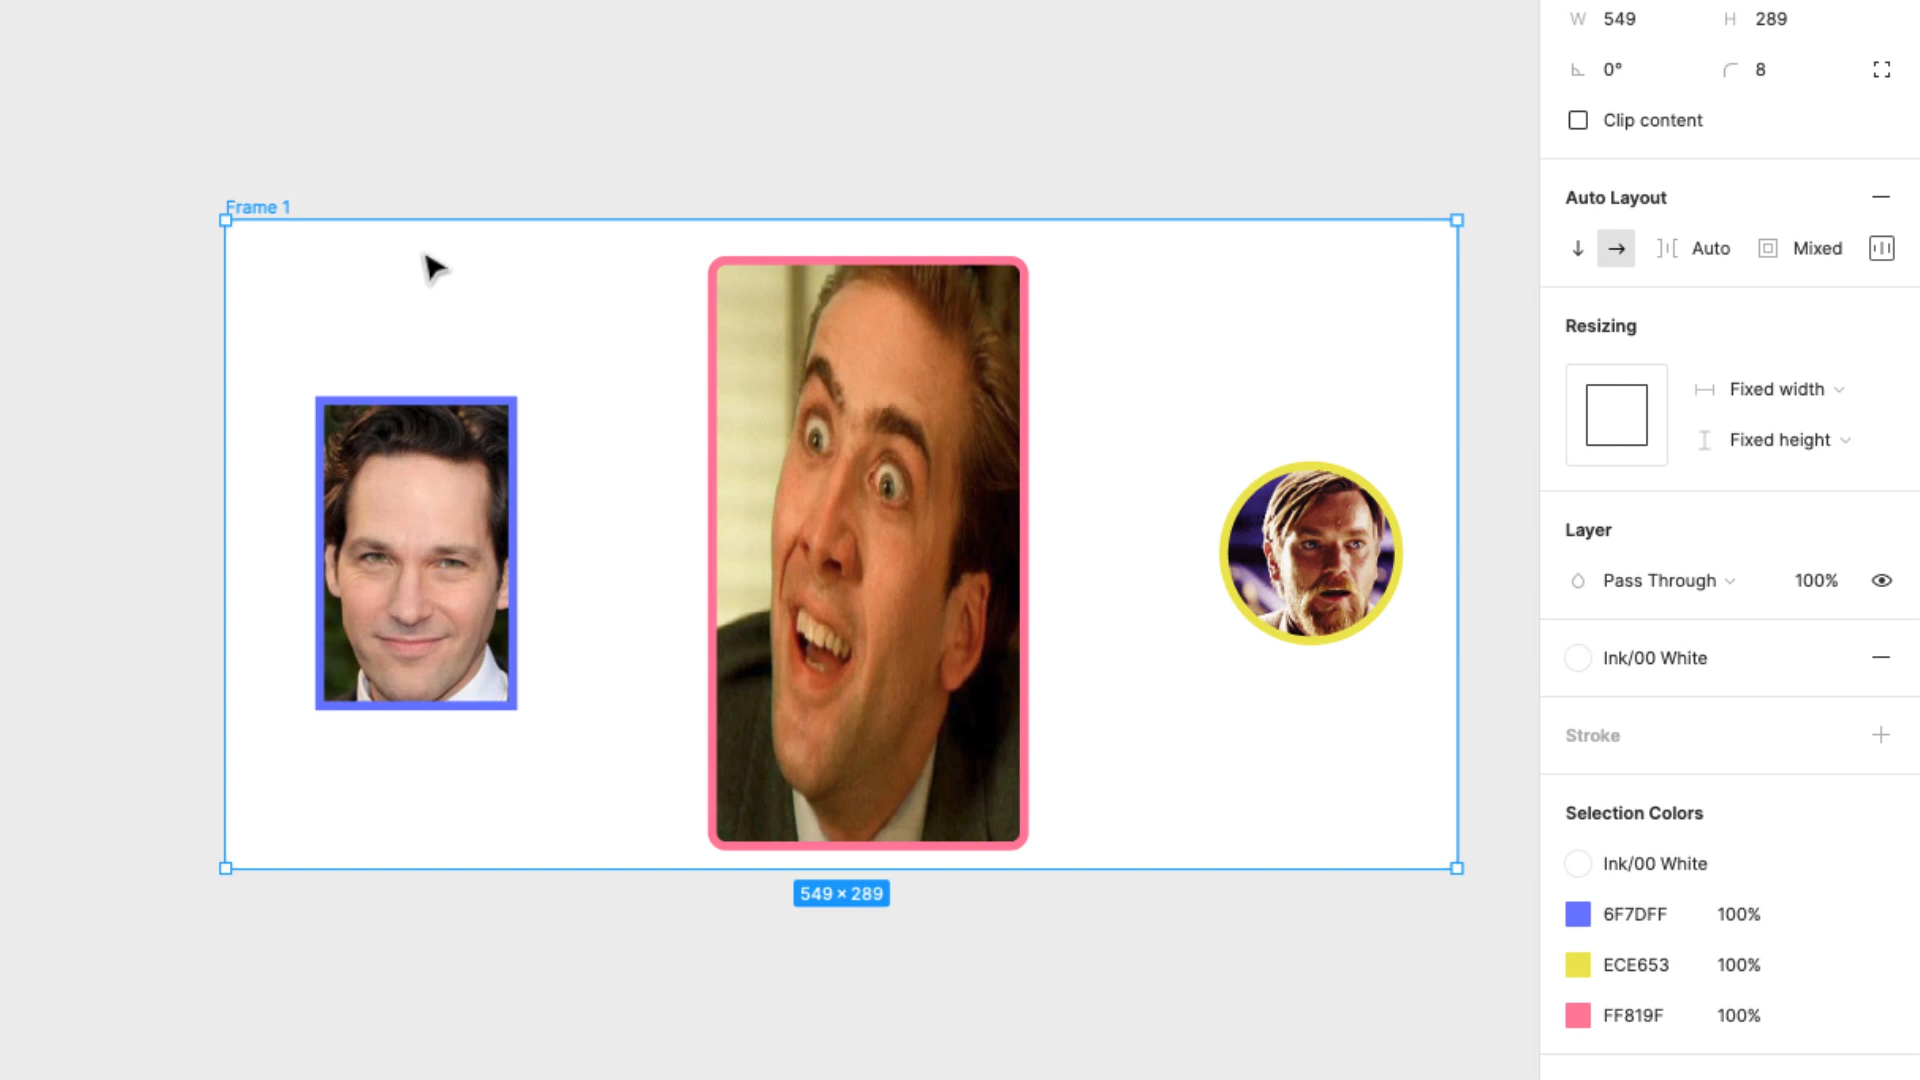 W 549 H 289
0° 8
Clip content
Auto Layout
Auto Mixed
Resizing
Fixed width
Fixed height
Layer
Pass Through 100%
Ink/00 White
Stroke
Selection Colors
Ink/00 White
6F7DFF 100%
ECE653 100%
FF819F 100%
Frame 1
549 × 289